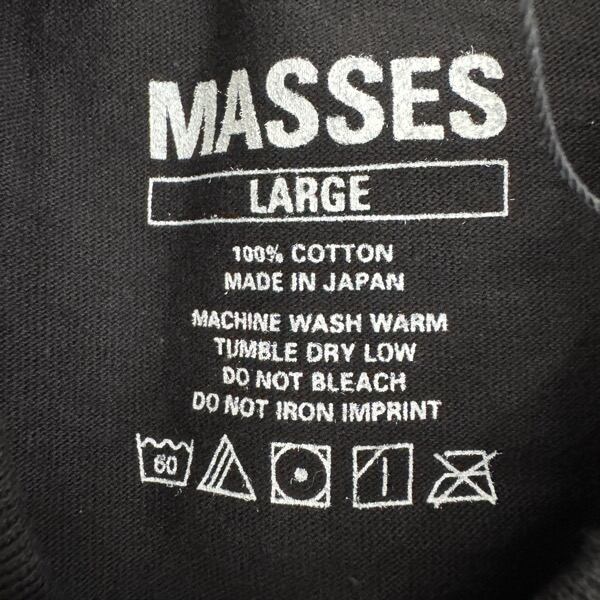 MASSES
LARGE
100% COTTON
MADE IN JAPAN
MACHINE WASH WARM
TUMBLE DRY LOW
DO NOT BLEACH
DO NOT IRON IMPRINT
60